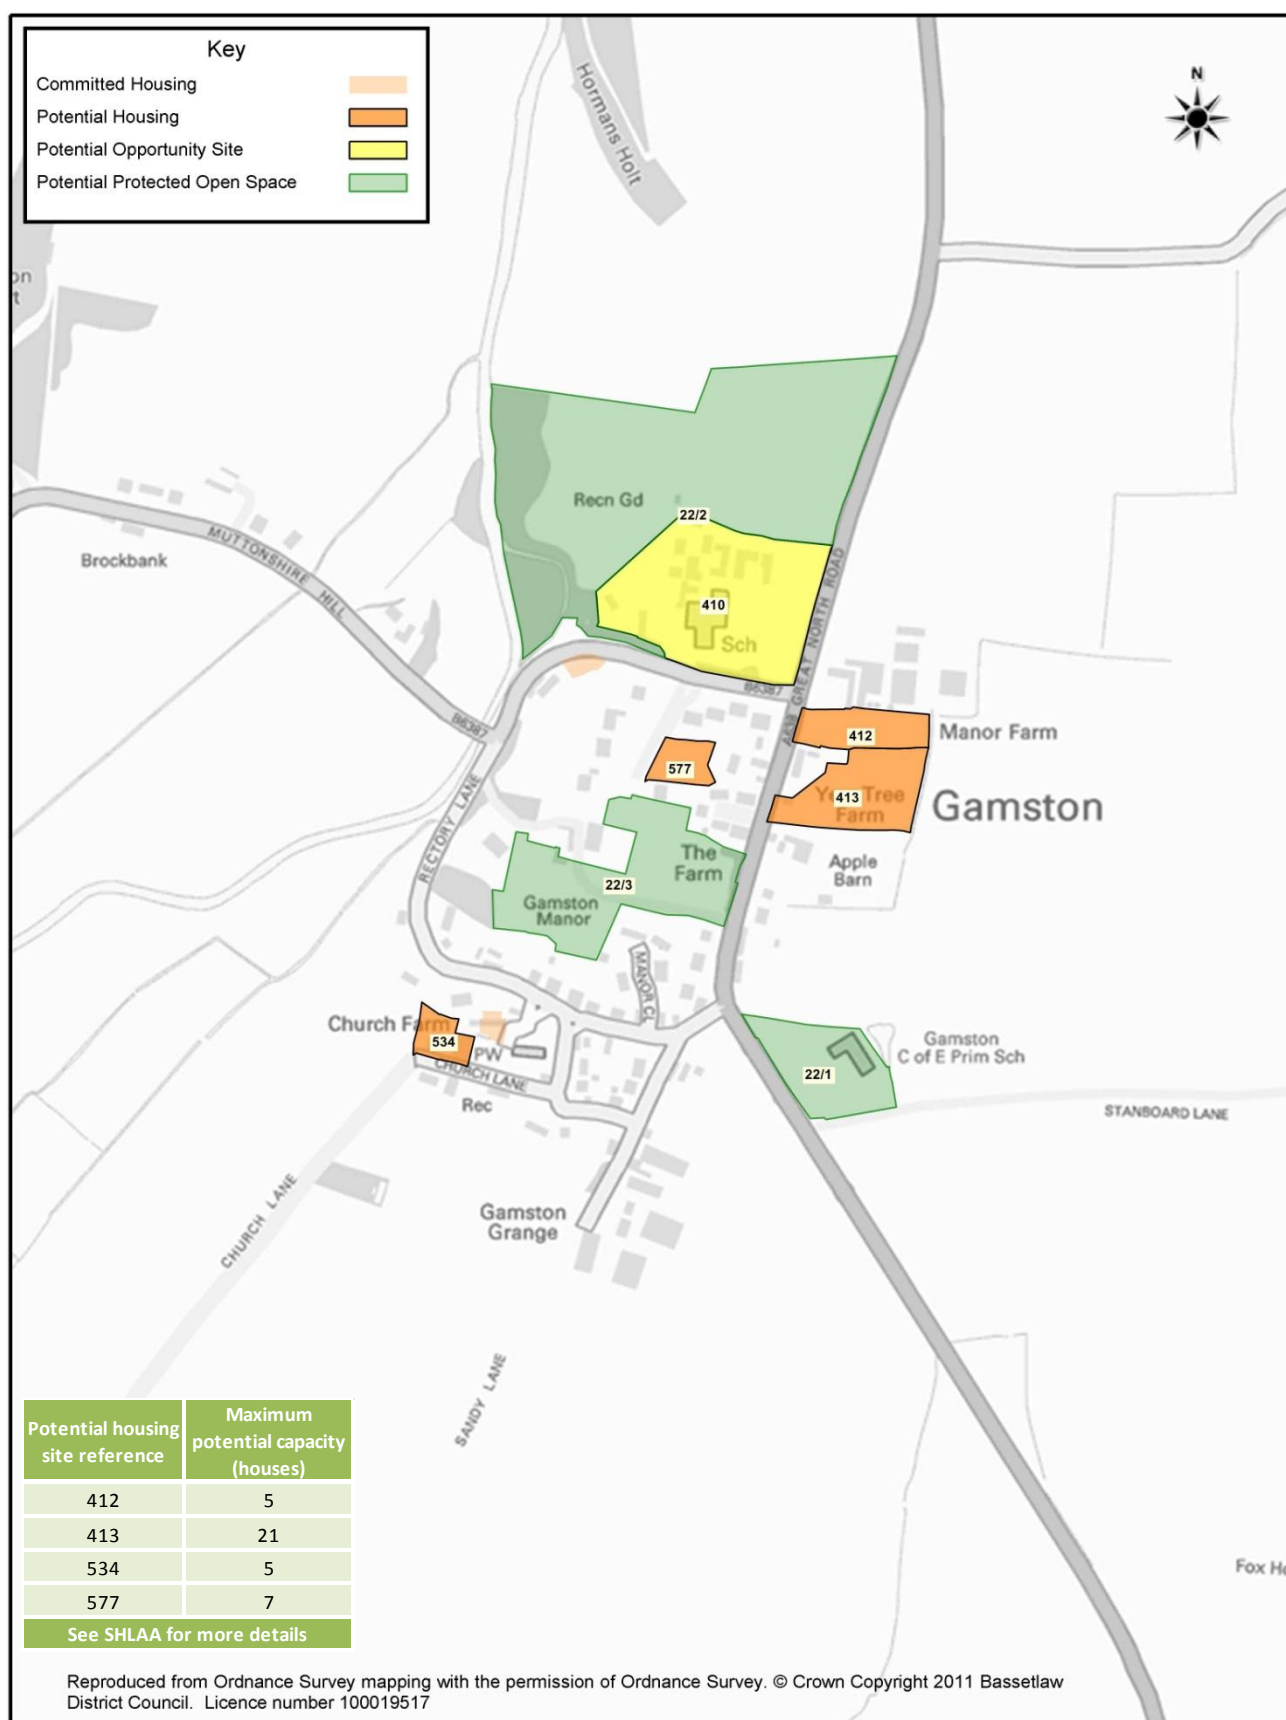 Key
Committed Housing
Potential Housing
Potential Opportunity Site
Potential Protected Open Space
N
Hormans Holt
Recn Gd
22/2
Brockbank
MUTTONSHIRE HILL
410
Sch
GREAT NORTH ROAD
B6387
B6387
412
Manor Farm
577
413
Tree
Farm
Gamston
RECTORY LANE
The
Farm
Apple
Barn
22/3
Gamston
Manor
MANOR CL
Church Farm
534
PW
CHURCH LANE
Rec
Gamston
C of E Prim Sch
22/1
STANBOARD LANE
CHURCH LANE
Gamston
Grange
SANDY LANE
Fox
Potential housing site reference
Maximum potential capacity (houses)
412 5
413 21
534 5
577 7
See SHLAA for more details
Reproduced from Ordnance Survey mapping with the permission of Ordnance Survey. © Crown Copyright 2011 Bassetlaw
District Council. Licence number 100019517